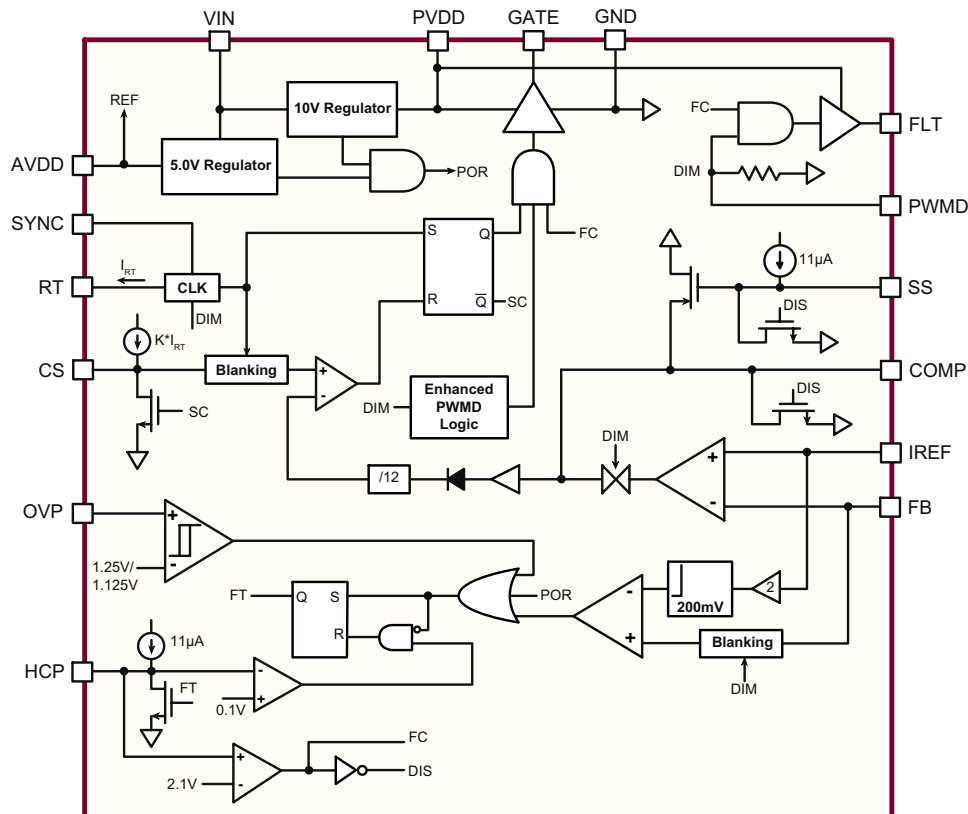 VIN
PVDD
GATE
GND
REF
10V Regulator
FC
FLT
AVDD
5.0V Regulator
POR
DIM
PWMD
SYNC
S
Q
FC
11µA
I_RT
RT
CLK
R
Q̅
SC
SS
DIM
DIS
K*I_RT
CS
Blanking
+
-
COMP
SC
DIM
Enhanced
PWMD
Logic
DIS
DIM
IREF
/12
+
-
FB
OVP
+
-
1.25V/
1.125V
FT
Q
S
R
POR
-
+
200mV
2
Blanking
DIM
11µA
HCP
FT
-
+
0.1V
FC
+
-
DIS
2.1V